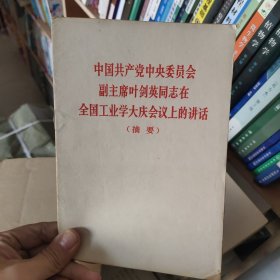 中国共产党中央委员会
副主席叶剑英同志在
全国工业学大庆会议上的讲话
(摘要)